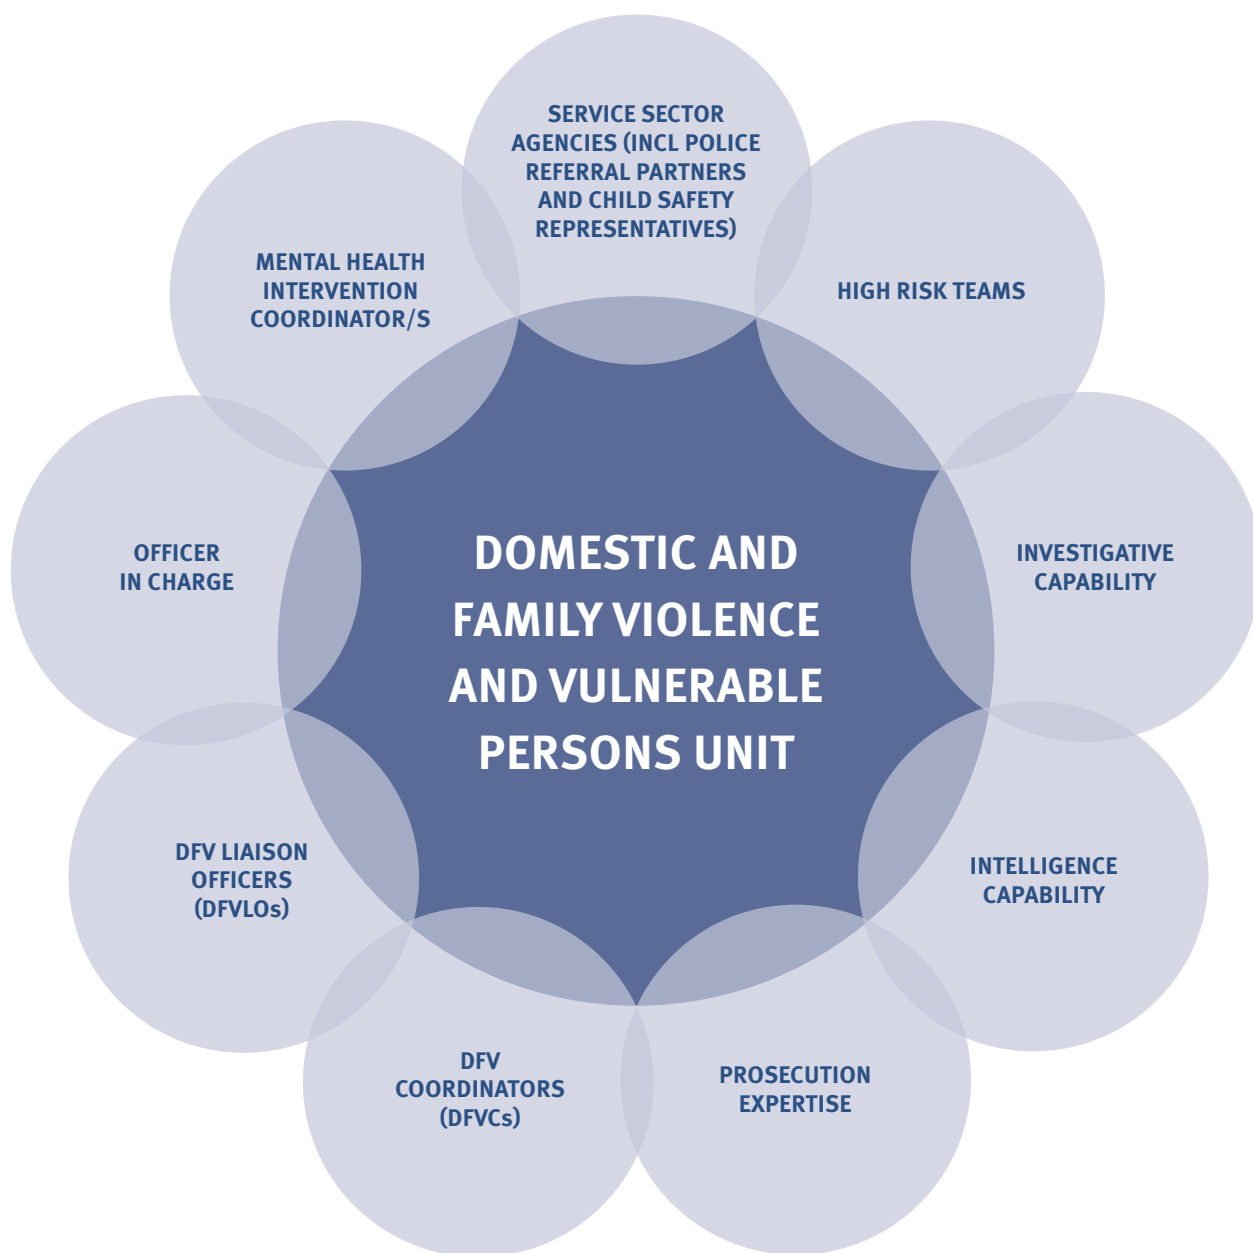 SERVICE SECTOR
AGENCIES (INCL POLICE
REFERRAL PARTNERS
AND CHILD SAFETY
REPRESENTATIVES)
MENTAL HEALTH
INTERVENTION
COORDINATOR/S
HIGH RISK TEAMS
OFFICER
IN CHARGE
DOMESTIC AND
FAMILY VIOLENCE
AND VULNERABLE
PERSONS UNIT
INVESTIGATIVE
CAPABILITY
DFV LIAISON
OFFICERS
(DFVLOs)
INTELLIGENCE
CAPABILITY
DFV
COORDINATORS
(DFVCs)
PROSECUTION
EXPERTISE